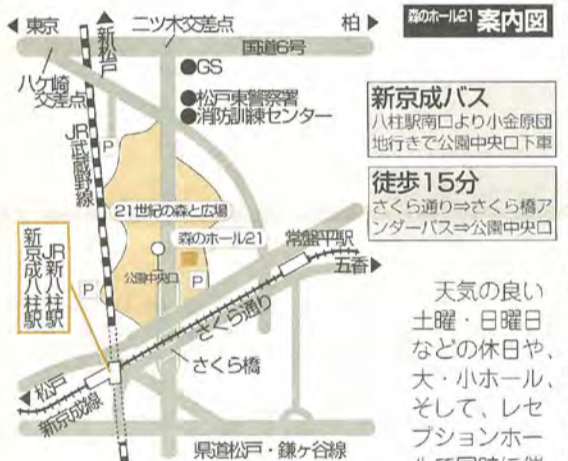 森のホール21 案内図
◀東京
▲新松戸
二ツ木交差点
柏▶
国道6号
八ケ崎
交差点
●GS
●松戸東警察署
●消防訓練センター
P
JR武蔵野線
21世紀の森と広場
森のホール21
公園中央口
P
P
常盤平駅
五香▶
JR新八柱駅
新京成八柱駅
さくら通り
さくら橋
◀松戸
新京成線
県道松戸・鎌ヶ谷線
新京成バス
八柱駅南口より小金原団
地行きで公園中央口下車
徒歩15分
さくら通り⇒さくら橋ア
ンダーパス⇒公園中央口
天気の良い
土曜・日曜日
などの休日や、
大・小ホール、
そして、レセ
プションホー
ルで同時に催